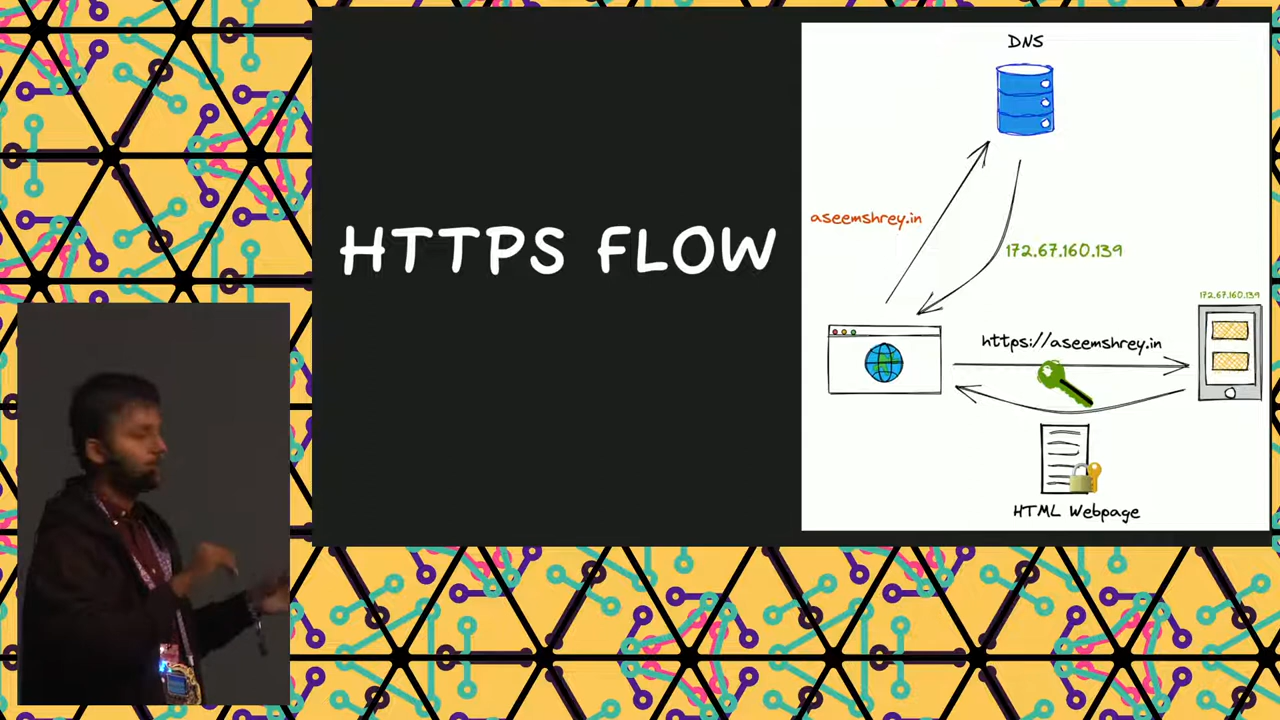 HTTPS FLOW
DNS
aseemshrey.in
172.67.160.139
172.67.160.139
https://aseemshrey.in
HTML Webpage